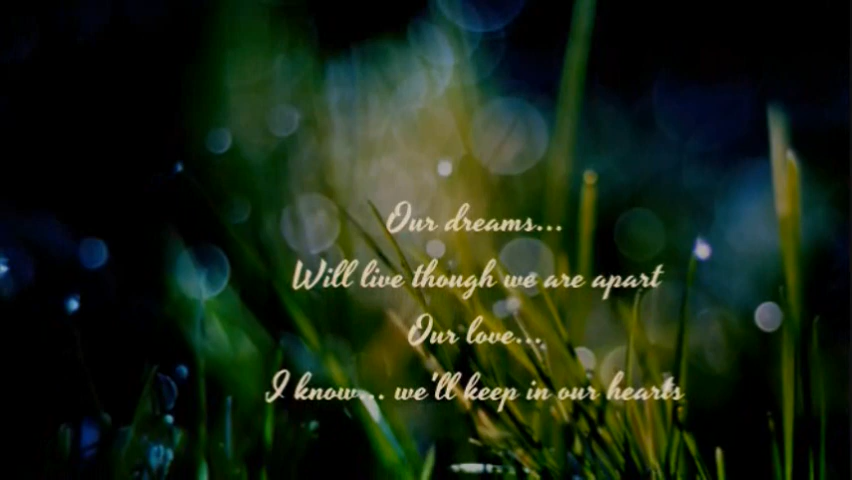 Our dreams...
Will live though we are apart
Our love...
I know... we'll keep in our hearts